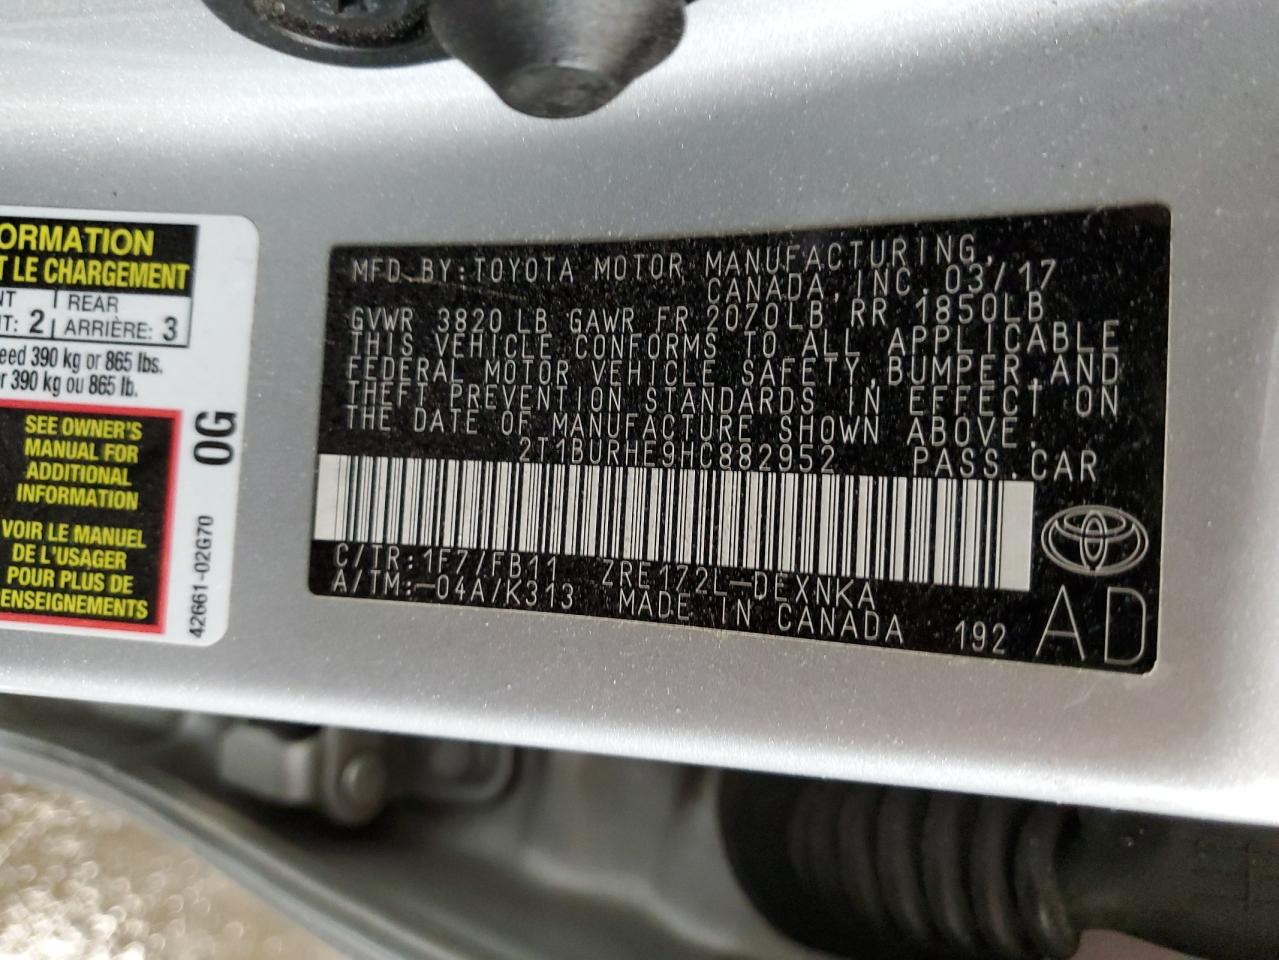 ORMATION
T LE CHARGEMENT
NT | REAR
IT: 2 | ARRIÈRE: 3
eed 390 kg or 865 lbs.
r 390 kg ou 865 lb.
SEE OWNER'S
MANUAL FOR
ADDITIONAL
INFORMATION
VOIR LE MANUEL
DE L'USAGER
POUR PLUS DE
ENSEIGNEMENTS
0G
42661-02G70
MFD.BY:TOYOTA MOTOR MANUFACTURING,
CANADA,INC.03/17
GVWR 3820LB GAWR FR 2070LB RR 1850LB
THIS VEHICLE CONFORMS TO ALL APPLICABLE
FEDERAL MOTOR VEHICLE SAFETY,BUMPER,AND
THEFT PREVENTION STANDARDS IN EFFECT ON
THE DATE OF MANUFACTURE SHOWN ABOVE.
2T1BURHE9HC882952 PASS.CAR
C/TR:1F7/FB11 ZRE172L-DEXNKA
A/TM:-04A/K313 MADE IN CANADA 192
AD